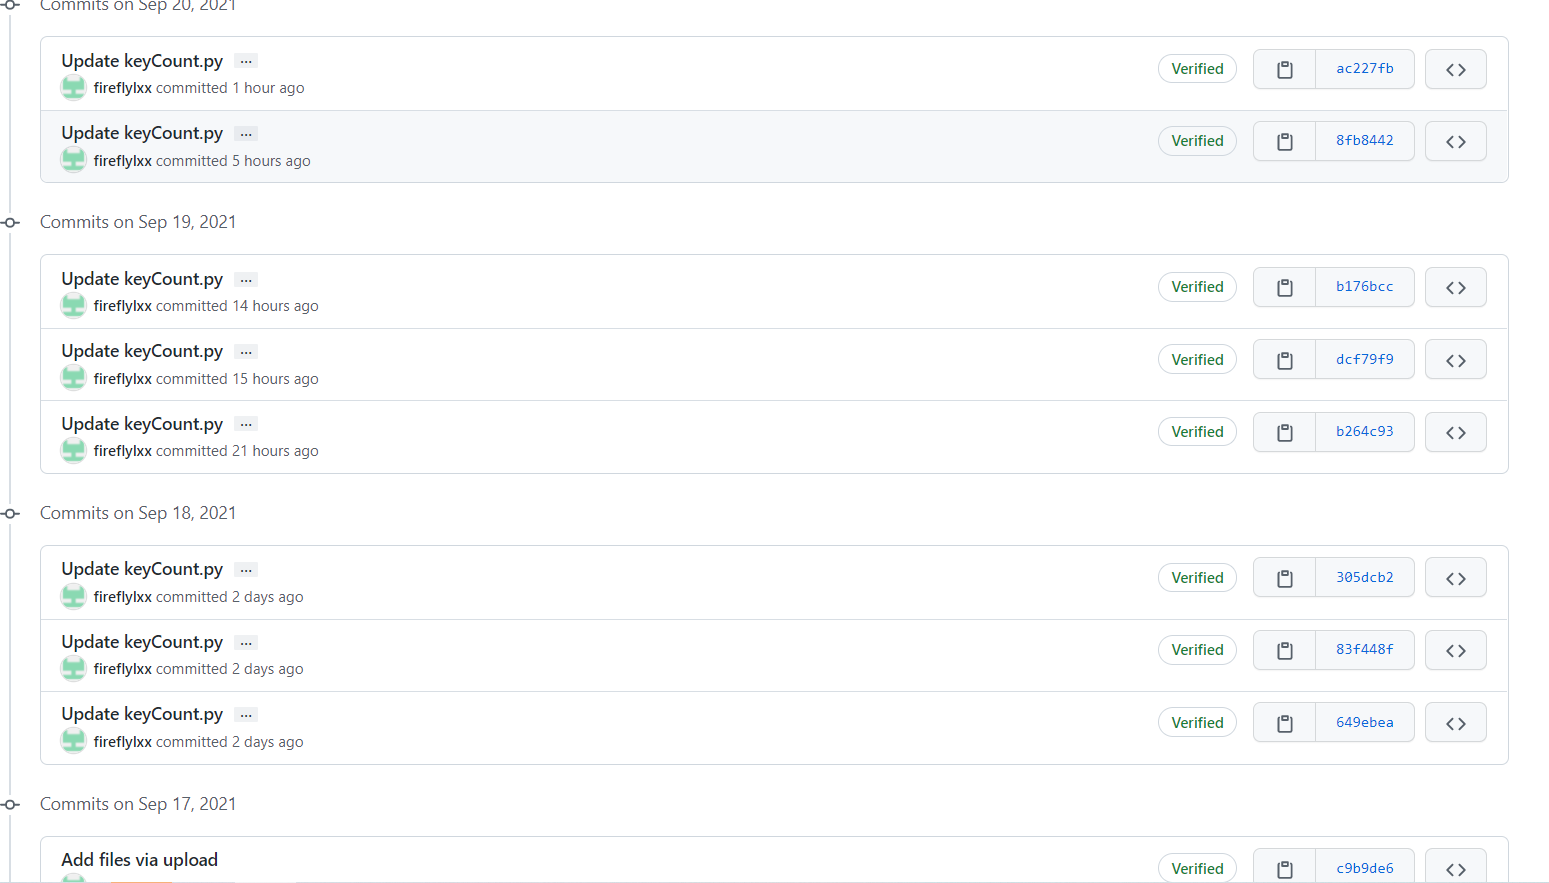 Commits on Sep 20, 2021
Update keyCount.py ...
Verified ac227fb
fireflylxx committed 1 hour ago
Update keyCount.py ...
Verified 8fb8442
fireflylxx committed 5 hours ago
Commits on Sep 19, 2021
Update keyCount.py ...
Verified b176bcc
fireflylxx committed 14 hours ago
Update keyCount.py ...
Verified dcf79f9
fireflylxx committed 15 hours ago
Update keyCount.py ...
Verified b264c93
fireflylxx committed 21 hours ago
Commits on Sep 18, 2021
Update keyCount.py ...
Verified 305dcb2
fireflylxx committed 2 days ago
Update keyCount.py ...
Verified 83f448f
fireflylxx committed 2 days ago
Update keyCount.py ...
Verified 649ebea
fireflylxx committed 2 days ago
Commits on Sep 17, 2021
Add files via upload
Verified c9b9de6